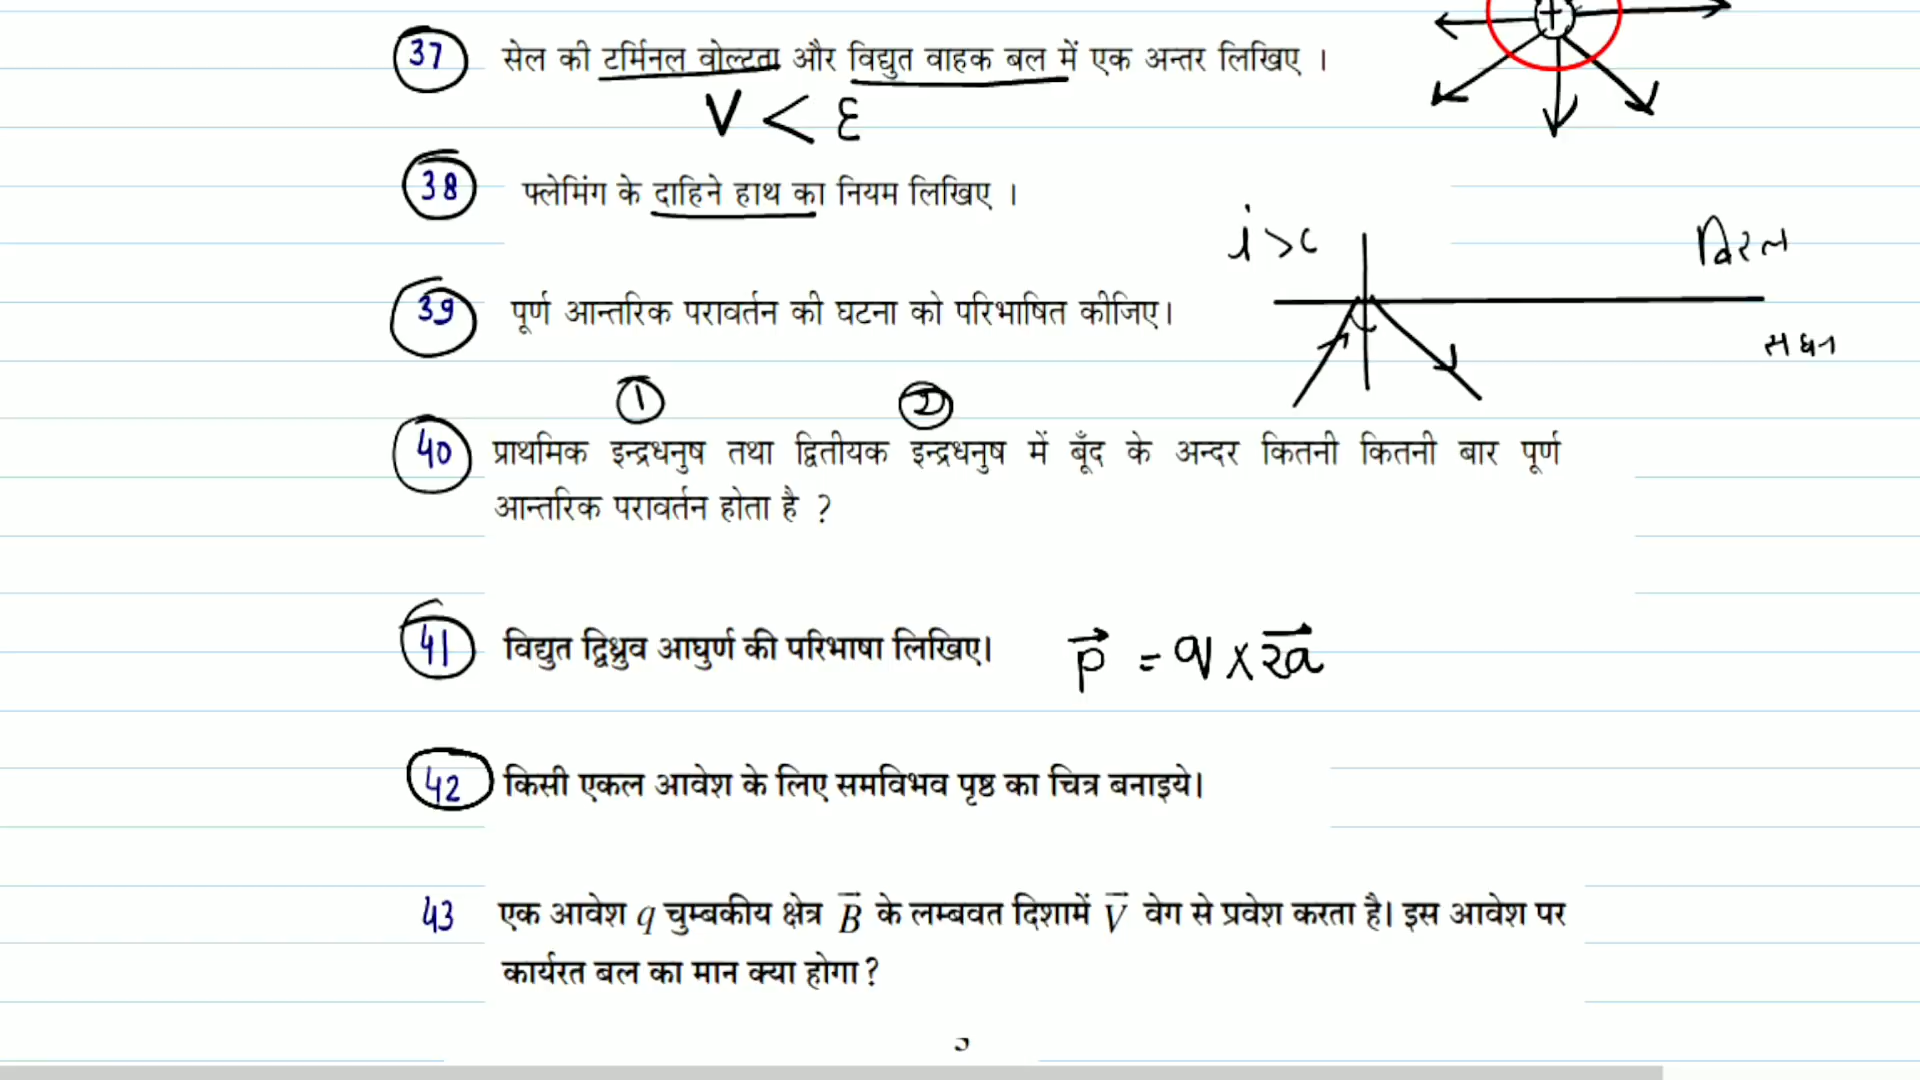 37 सेल की टर्मिनल वोल्टता और विद्युत वाहक बल में एक अन्तर लिखिए ।
+
V < ε
38 फ्लेमिंग के दाहिने हाथ का नियम लिखिए ।
i > c
विरल
39 पूर्ण आन्तरिक परावर्तन की घटना को परिभाषित कीजिए।
सघन
1 2
40 प्राथमिक इन्द्रधनुष तथा द्वितीयक इन्द्रधनुष में बूँद के अन्दर कितनी कितनी बार पूर्ण
आन्तरिक परावर्तन होता है ?
41 विद्युत द्विध्रुव आघुर्ण की परिभाषा लिखिए। p⃗ = q × 2a⃗
42 किसी एकल आवेश के लिए समविभव पृष्ठ का चित्र बनाइये।
43 एक आवेश q चुम्बकीय क्षेत्र B⃗ के लम्बवत दिशामें V⃗ वेग से प्रवेश करता है। इस आवेश पर
कार्यरत बल का मान क्या होगा?